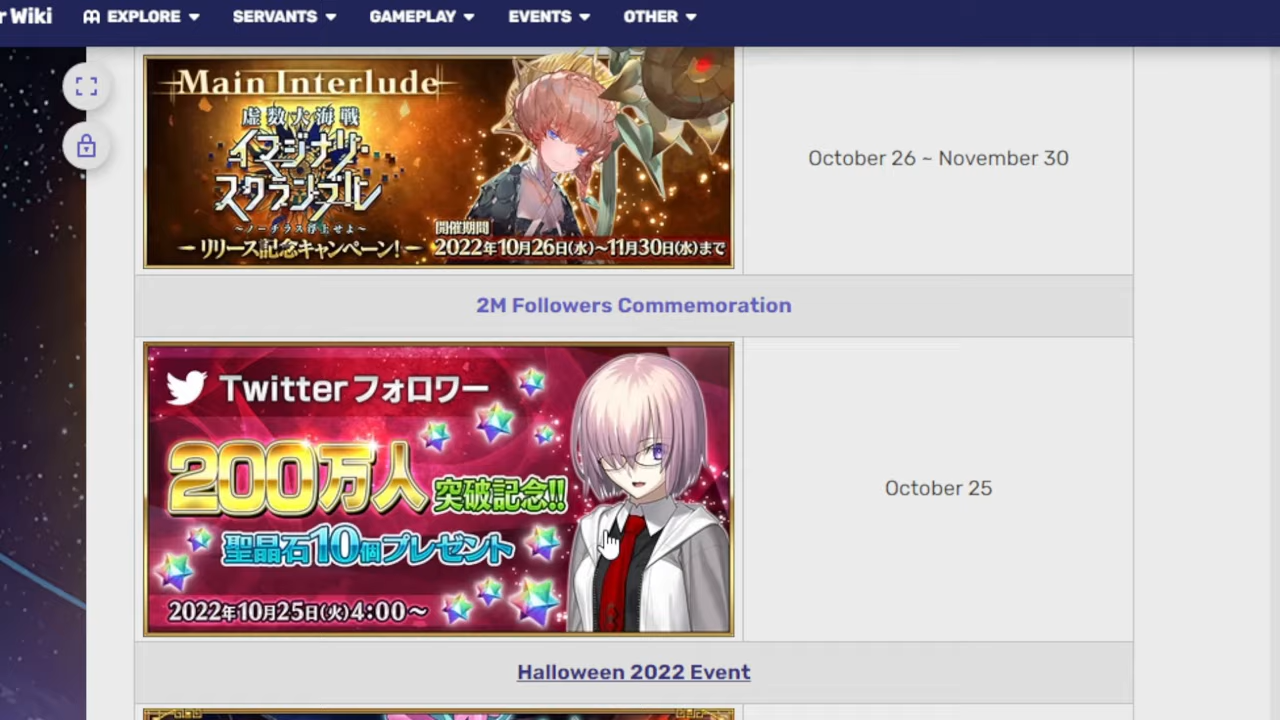 r Wiki
EXPLORE
SERVANTS
GAMEPLAY
EVENTS
OTHER
Main Interlude
虚数大海戦
イマジナリ・
スクランブル
～ノーチラス浮上せよ～
リリース記念キャンペーン!
開催期間
2022年10月26日(水)～11月30日(水)まで
October 26 ~ November 30
2M Followers Commemoration
Twitterフォロワー
200万人突破記念!!
聖晶石10個プレゼント
2022年10月25日(火)4:00～
October 25
Halloween 2022 Event